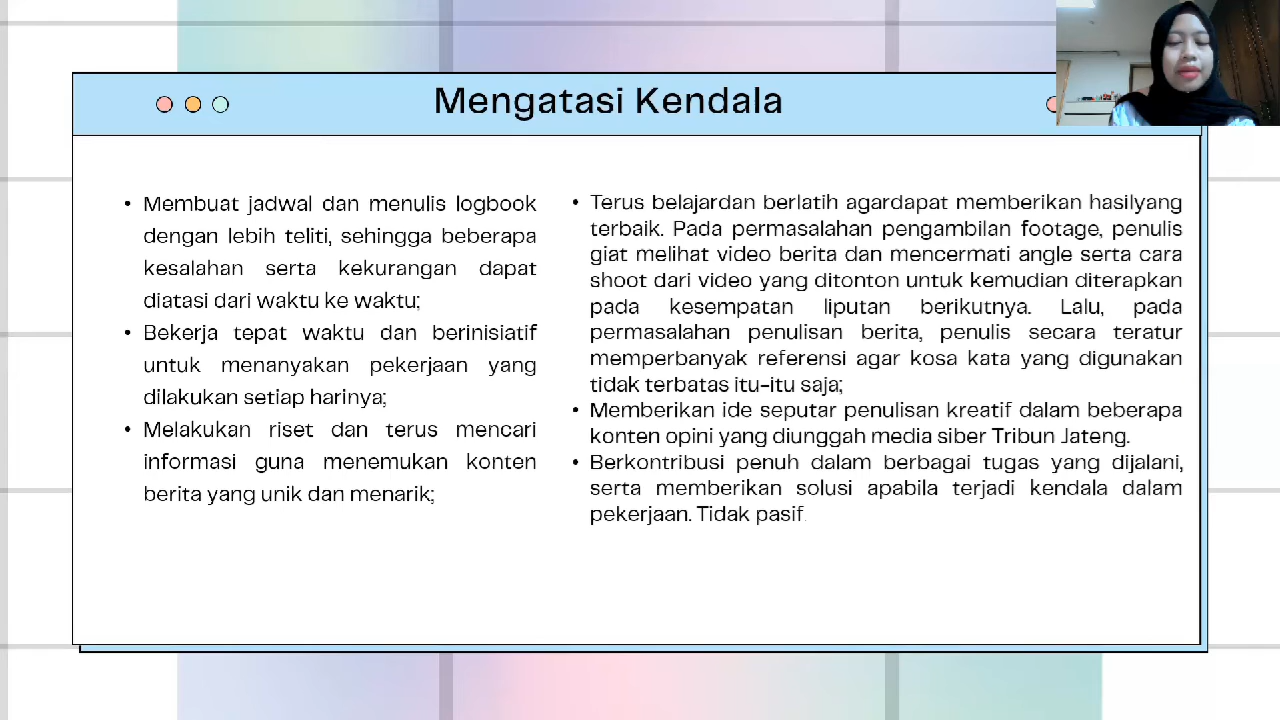 Mengatasi Kendala
• Membuat jadwal dan menulis logbook
dengan lebih teliti, sehingga beberapa
kesalahan serta kekurangan dapat
diatasi dari waktu ke waktu;
• Bekerja tepat waktu dan berinisiatif
untuk menanyakan pekerjaan yang
dilakukan setiap harinya;
• Melakukan riset dan terus mencari
informasi guna menemukan konten
berita yang unik dan menarik;
• Terus belajardan berlatih agardapat memberikan hasilyang
terbaik. Pada permasalahan pengambilan footage, penulis
giat melihat video berita dan mencermati angle serta cara
shoot dari video yang ditonton untuk kemudian diterapkan
pada kesempatan liputan berikutnya. Lalu, pada
permasalahan penulisan berita, penulis secara teratur
memperbanyak referensi agar kosa kata yang digunakan
tidak terbatas itu-itu saja;
• Memberikan ide seputar penulisan kreatif dalam beberapa
konten opini yang diunggah media siber Tribun Jateng.
• Berkontribusi penuh dalam berbagai tugas yang dijalani,
serta memberikan solusi apabila terjadi kendala dalam
pekerjaan. Tidak pasif.